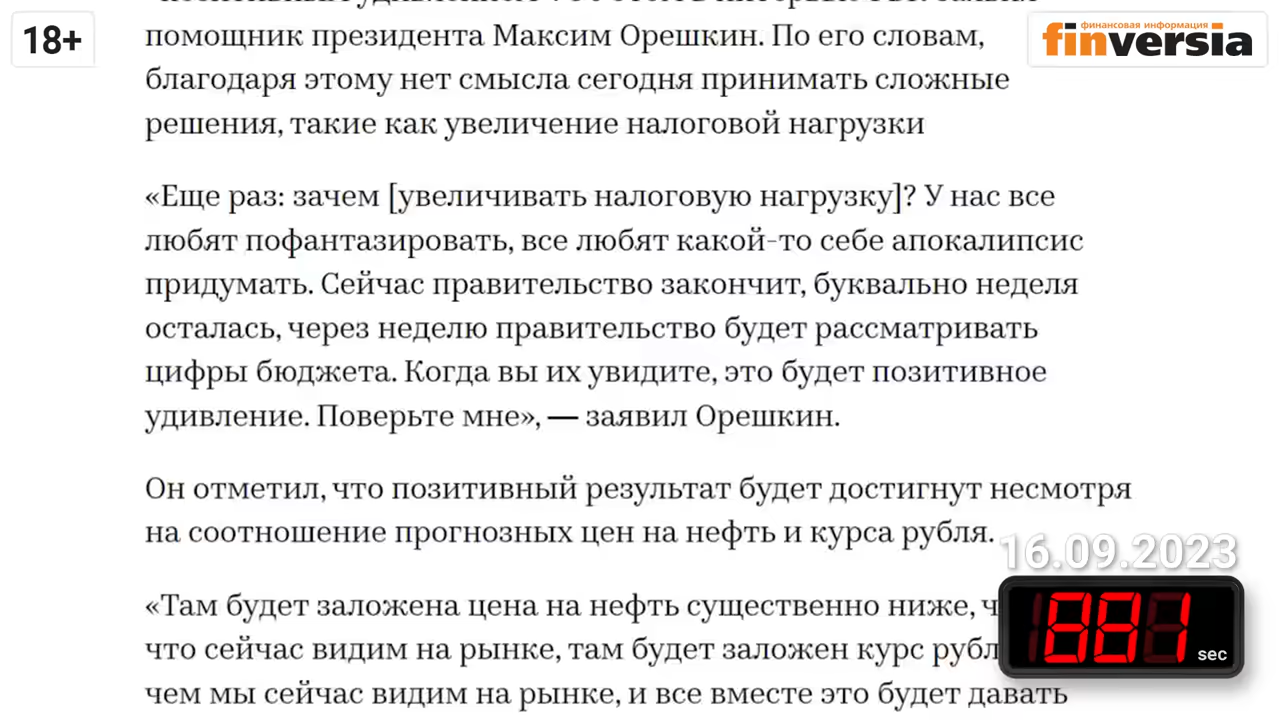 18+
финансовая информация
finversia
помощник президента Максим Орешкин. По его словам,
благодаря этому нет смысла сегодня принимать сложные
решения, такие как увеличение налоговой нагрузки
«Еще раз: зачем [увеличивать налоговую нагрузку]? У нас все
любят пофантазировать, все любят какой-то себе апокалипсис
придумать. Сейчас правительство закончит, буквально неделя
осталась, через неделю правительство будет рассматривать
цифры бюджета. Когда вы их увидите, это будет позитивное
удивление. Поверьте мне», — заявил Орешкин.
Он отметил, что позитивный результат будет достигнут несмотря
на соотношение прогнозных цен на нефть и курса рубля.
16.09.2023
«Там будет заложена цена на нефть существенно ниже,
что сейчас видим на рынке, там будет заложен курс
sec
чем мы сейчас видим на рынке, и все вместе это будет давать